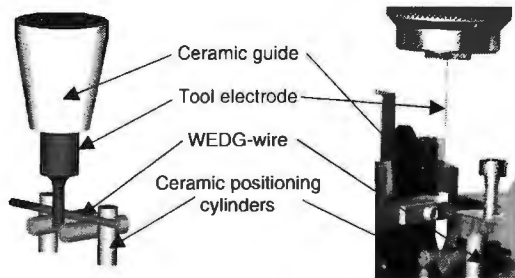 Ceramic guide
Tool electrode
WEDG-wire
Ceramic positioning
cylinders